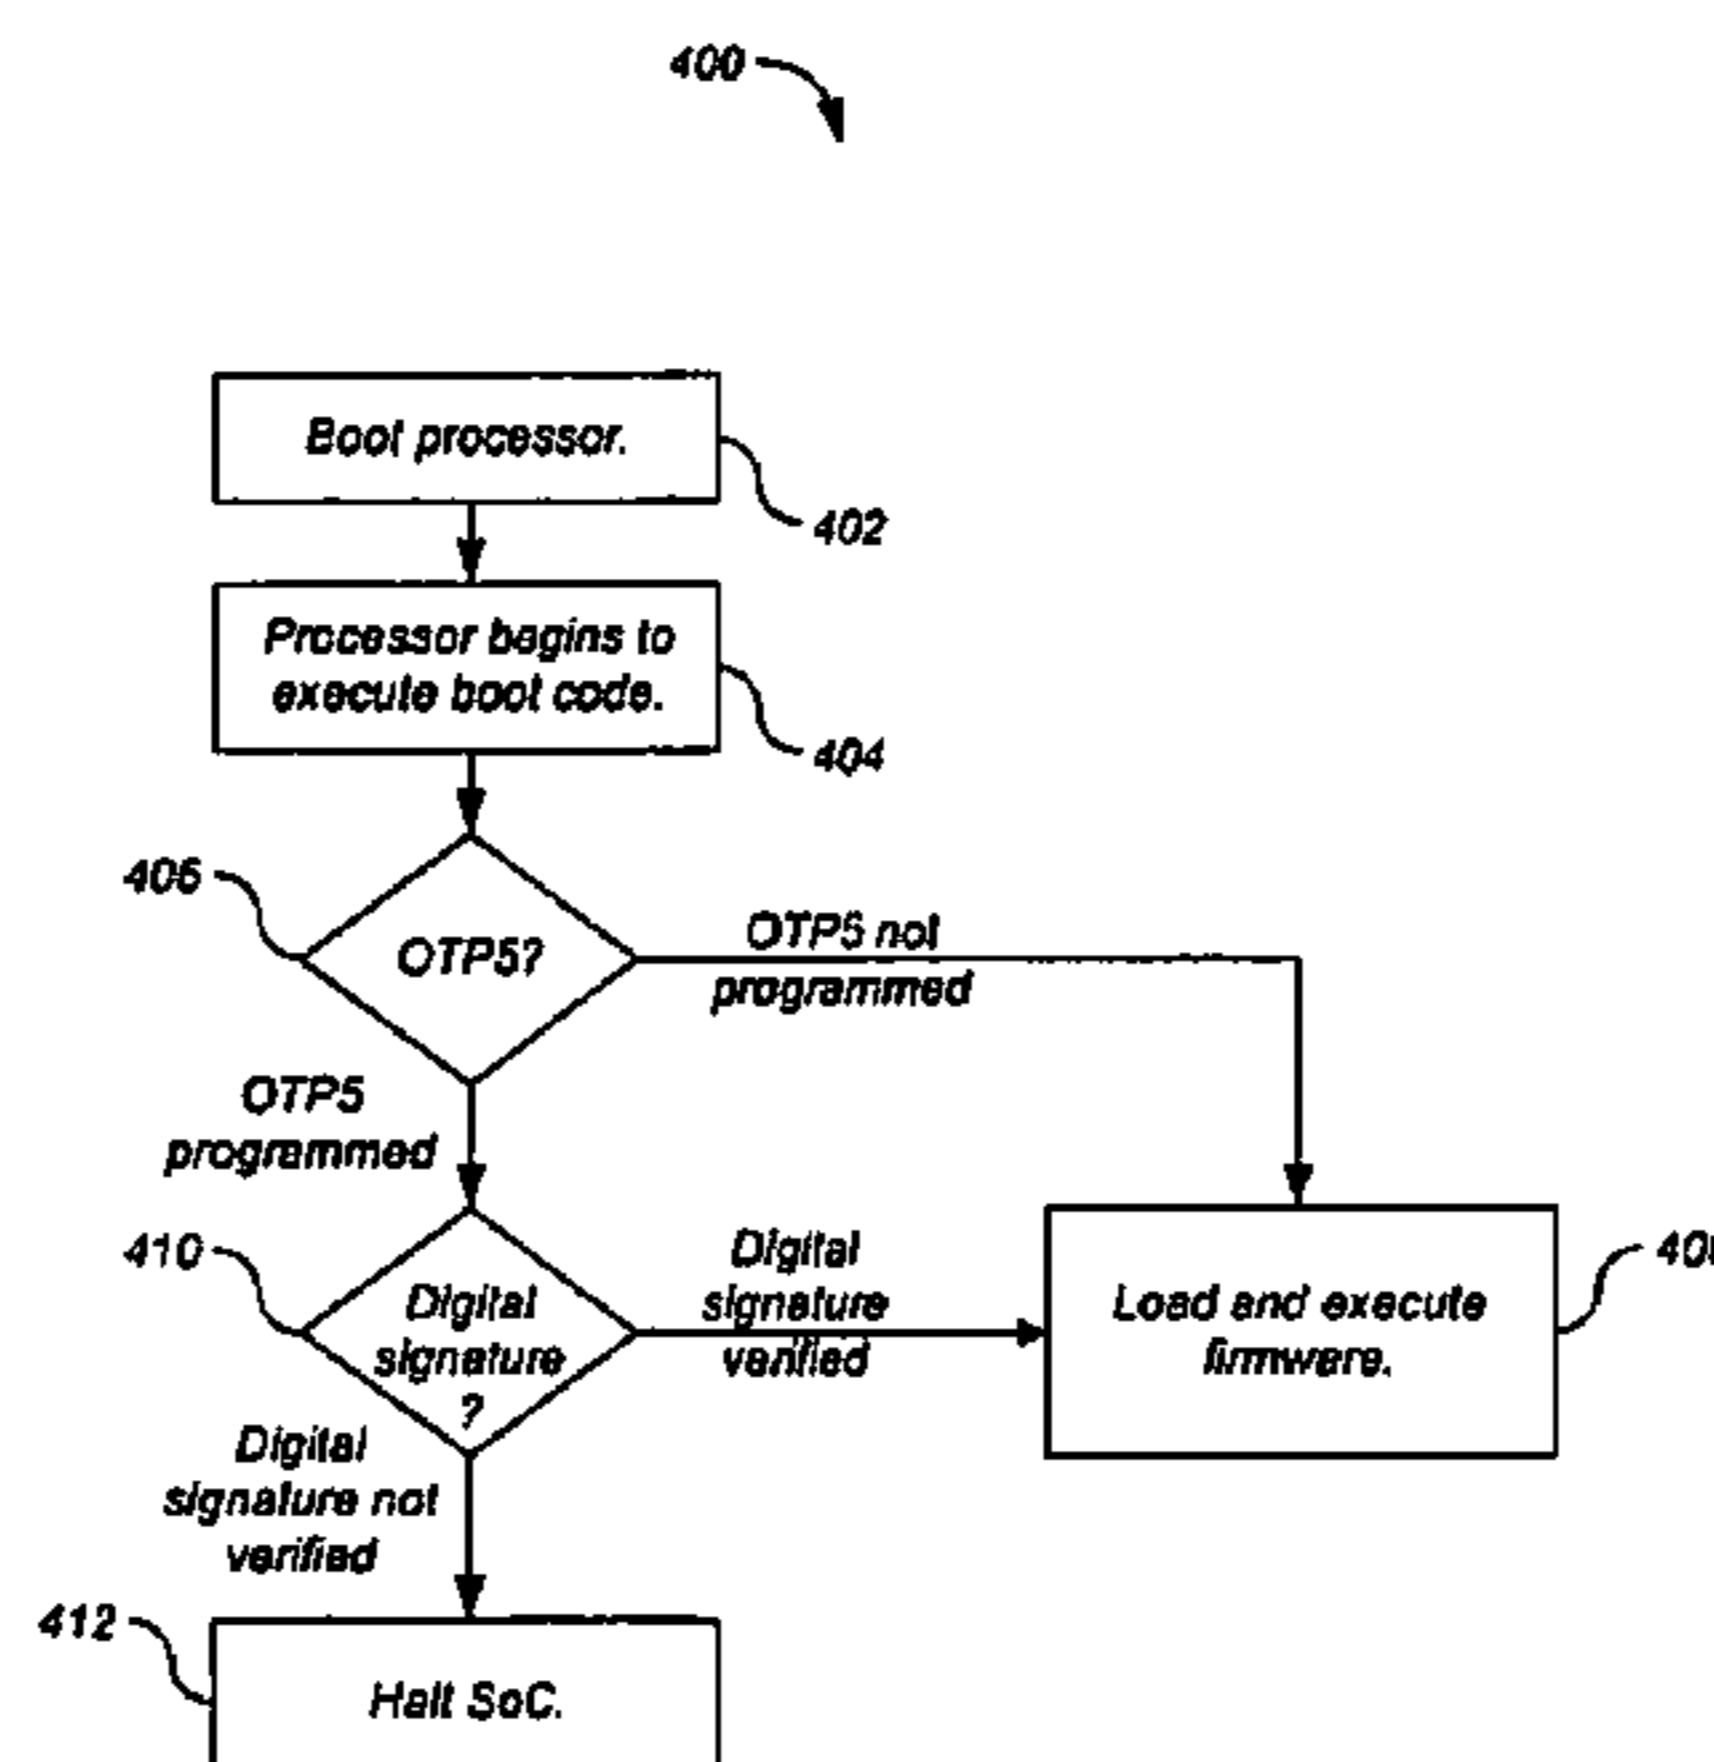 400
Boot processor.
402
Processor begins to
execute boot code.
404
406
OTP5?
OTP5 not
programmed
OTP5
programmed
410
Digital
signature
?
Digital
signature
verified
Load and execute
firmware.
Digital
signature not
verified
412
Halt SoC.